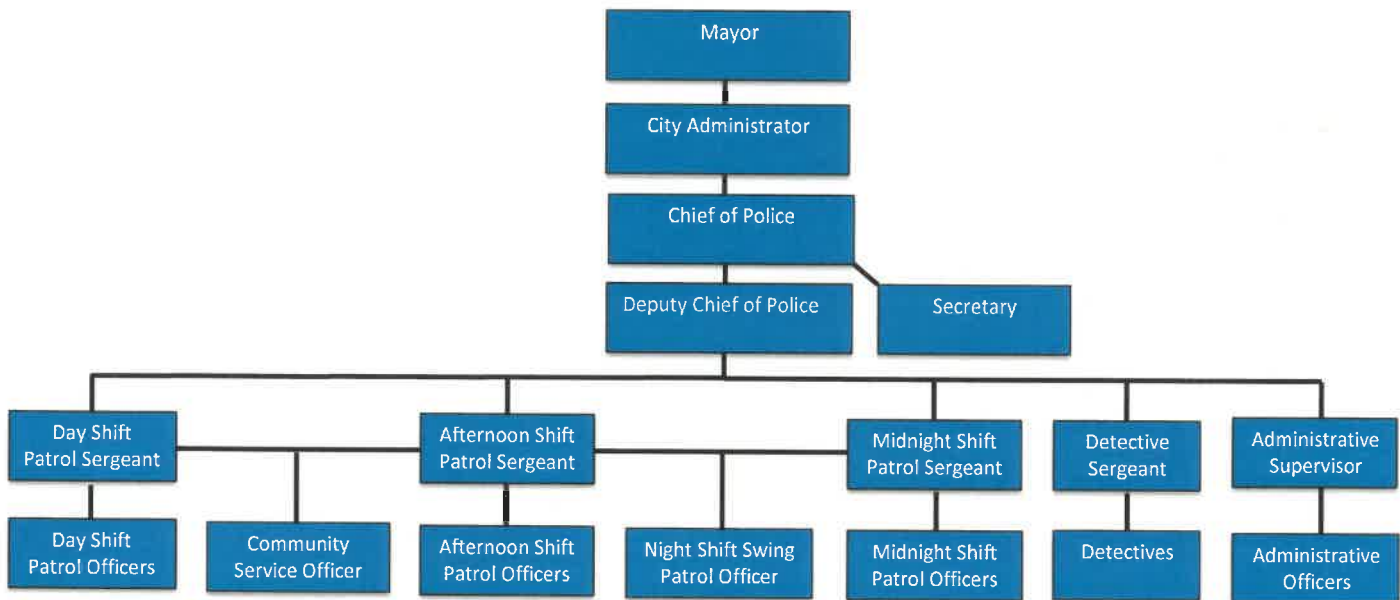 Mayor
City Administrator
Chief of Police
Deputy Chief of Police
Secretary
Day Shift
Patrol Sergeant
Afternoon Shift
Patrol Sergeant
Midnight Shift
Patrol Sergeant
Detective
Sergeant
Administrative
Supervisor
Day Shift
Patrol Officers
Community
Service Officer
Afternoon Shift
Patrol Officers
Night Shift Swing
Patrol Officer
Midnight Shift
Patrol Officers
Detectives
Administrative
Officers